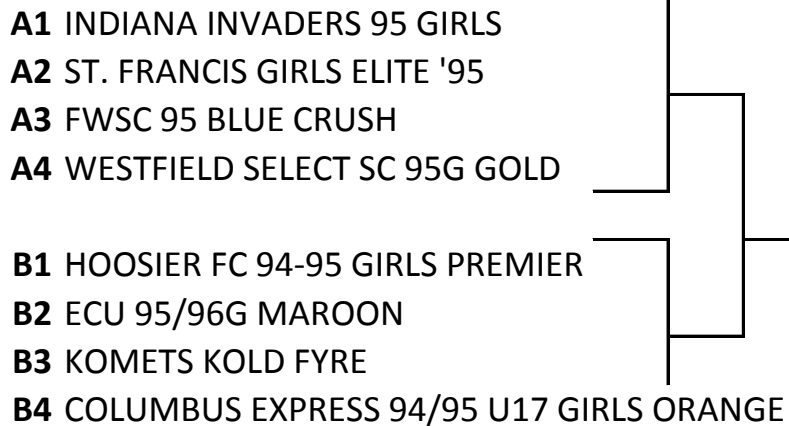 A1 INDIANA INVADERS 95 GIRLS
A2 ST. FRANCIS GIRLS ELITE '95
A3 FWSC 95 BLUE CRUSH
A4 WESTFIELD SELECT SC 95G GOLD
B1 HOOSIER FC 94-95 GIRLS PREMIER
B2 ECU 95/96G MAROON
B3 KOMETS KOLD FYRE
B4 COLUMBUS EXPRESS 94/95 U17 GIRLS ORANGE